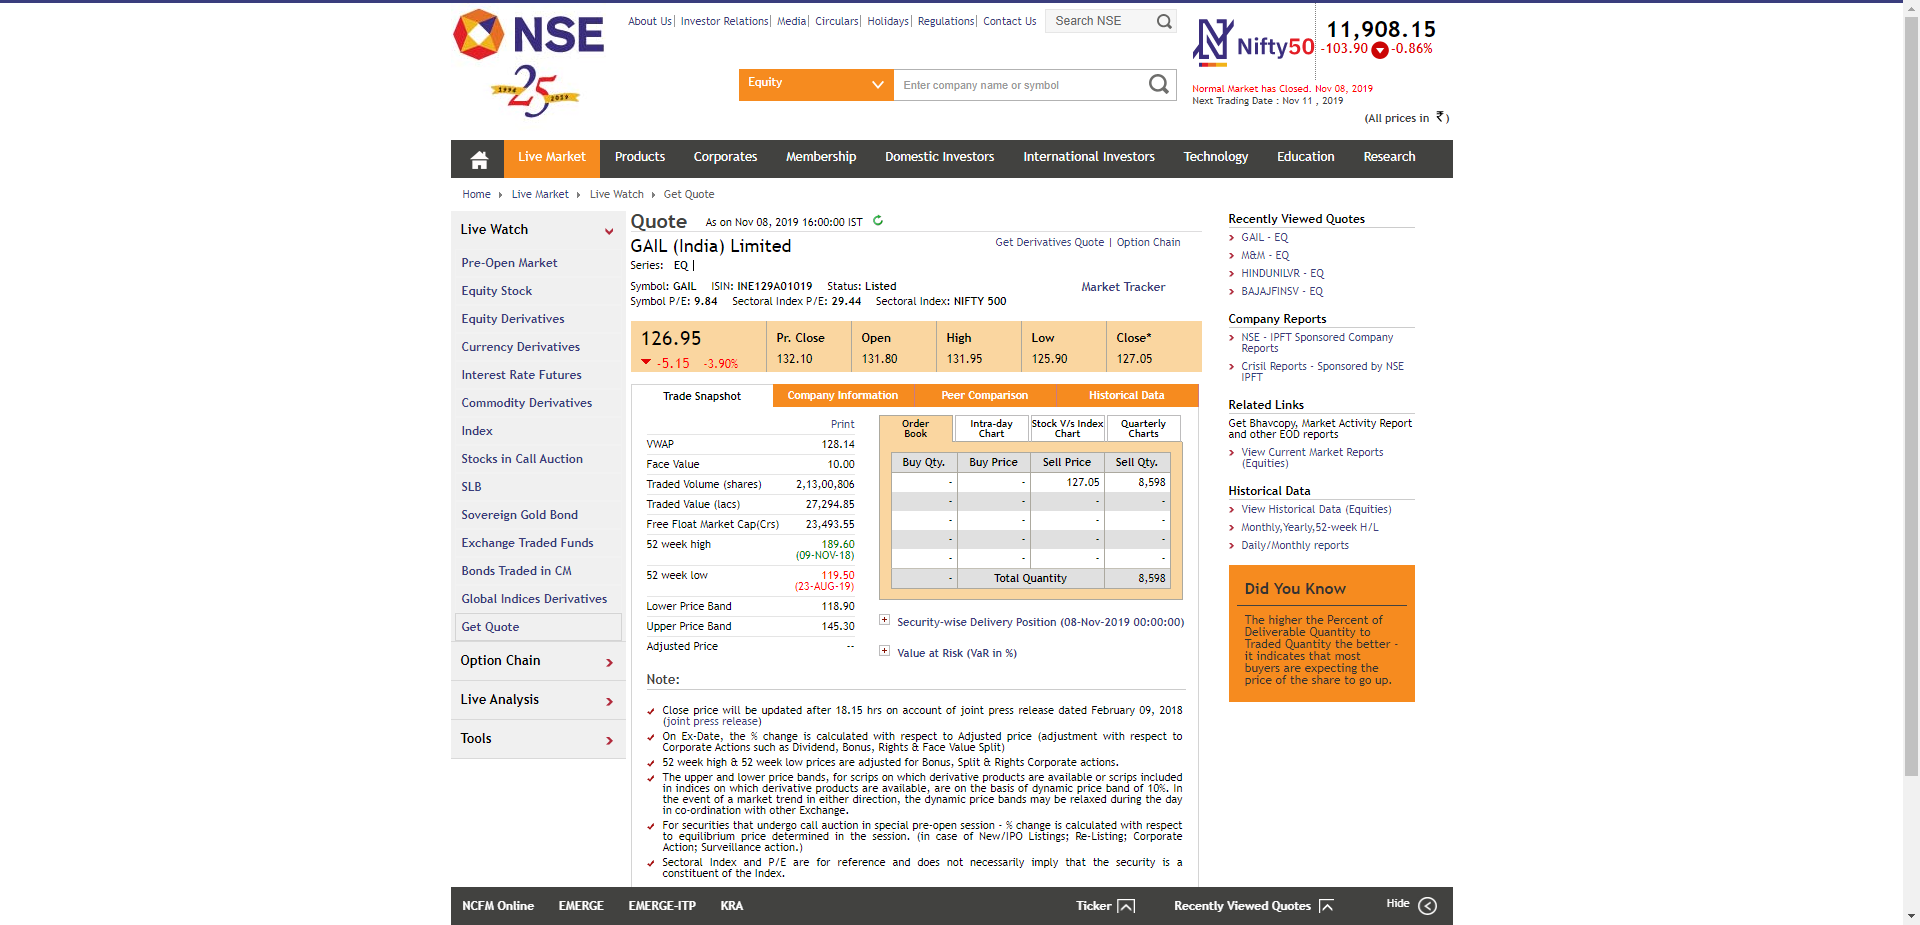 NSE
1994 25 2019
About Us | Investor Relations | Media | Circulars | Holidays | Regulations | Contact Us
Search NSE
Equity
Enter company name or symbol
Nifty50
11,908.15
-103.90 -0.86%
Normal Market has Closed. Nov 08, 2019
Next Trading Date : Nov 11 , 2019
(All prices in ₹)
Live Market Products Corporates Membership Domestic Investors International Investors Technology Education Research
Home Live Market Live Watch Get Quote
Live Watch
Pre-Open Market
Equity Stock
Equity Derivatives
Currency Derivatives
Interest Rate Futures
Commodity Derivatives
Index
Stocks in Call Auction
SLB
Sovereign Gold Bond
Exchange Traded Funds
Bonds Traded in CM
Global Indices Derivatives
Get Quote
Option Chain
Live Analysis
Tools
Quote As on Nov 08, 2019 16:00:00 IST
GAIL (India) Limited
Get Derivatives Quote | Option Chain
Series: EQ |
Symbol: GAIL ISIN: INE129A01019 Status: Listed
Market Tracker
Symbol P/E: 9.84 Sectoral Index P/E: 29.44 Sectoral Index: NIFTY 500
126.95
-5.15 -3.90%
Pr. Close Open High Low Close*
132.10 131.80 131.95 125.90 127.05
Trade Snapshot Company Information Peer Comparison Historical Data
Print
VWAP 128.14
Face Value 10.00
Traded Volume (shares) 2,13,00,806
Traded Value (lacs) 27,294.85
Free Float Market Cap(Crs) 23,493.55
52 week high 189.60
(09-NOV-18)
52 week low 119.50
(23-AUG-19)
Lower Price Band 118.90
Upper Price Band 145.30
Adjusted Price --
Order Book
Intra-day Chart
Stock V/s Index Chart
Quarterly Charts
Buy Qty. Buy Price Sell Price Sell Qty.
- - 127.05 8,598
- - - -
- - - -
- - - -
- - - -
- Total Quantity 8,598
Security-wise Delivery Position (08-Nov-2019 00:00:00)
Value at Risk (VaR in %)
Note:
Close price will be updated after 18.15 hrs on account of joint press release dated February 09, 2018
(joint press release)
On Ex-Date, the % change is calculated with respect to Adjusted price (adjustment with respect to
Corporate Actions such as Dividend, Bonus, Rights & Face Value Split)
52 week high & 52 week low prices are adjusted for Bonus, Split & Rights Corporate actions.
The upper and lower price bands, for scrips on which derivative products are available or scrips included
in indices on which derivative products are available, are on the basis of dynamic price band of 10%. In
the event of a market trend in either direction, the dynamic price bands may be relaxed during the day
in co-ordination with other Exchange.
For securities that undergo call auction in special pre-open session - % change is calculated with respect
to equilibrium price determined in the session. (in case of New/IPO Listings; Re-Listing; Corporate
Action; Surveillance action.)
Sectoral Index and P/E are for reference and does not necessarily imply that the security is a
constituent of the Index.
Recently Viewed Quotes
GAIL - EQ
M&M - EQ
HINDUNILVR - EQ
BAJAJFINSV - EQ
Company Reports
NSE - IPFT Sponsored Company
Reports
Crisil Reports - Sponsored by NSE
IPFT
Related Links
Get Bhavcopy, Market Activity Report
and other EOD reports
View Current Market Reports
(Equities)
Historical Data
View Historical Data (Equities)
Monthly,Yearly,52-week H/L
Daily/Monthly reports
Did You Know
The higher the Percent of
Deliverable Quantity to
Traded Quantity the better -
it indicates that most
buyers are expecting the
price of the share to go up.
NCFM Online EMERGE EMERGE-ITP KRA Ticker Recently Viewed Quotes Hide